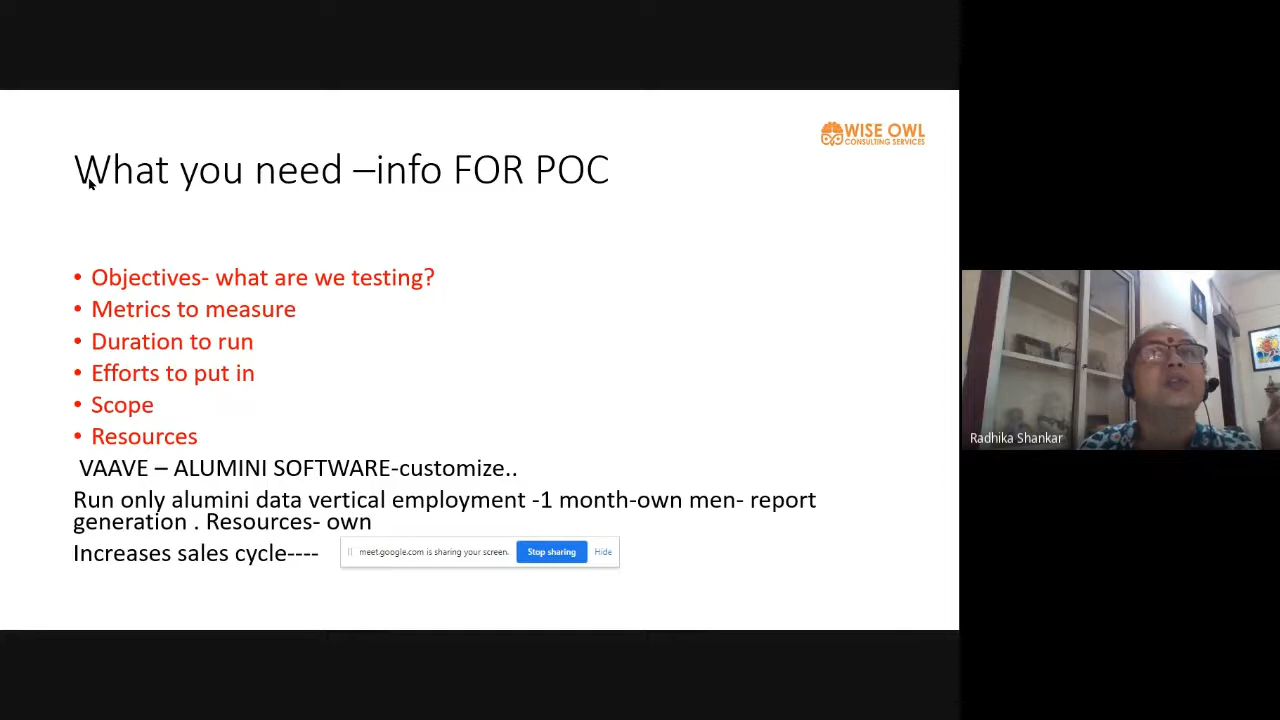 WISE OWL
CONSULTING SERVICES
What you need –info FOR POC
• Objectives- what are we testing?
• Metrics to measure
• Duration to run
• Efforts to put in
• Scope
• Resources
VAAVE – ALUMINI SOFTWARE-customize..
Run only alumini data vertical employment -1 month-own men- report
generation . Resources- own
Increases sales cycle----
meet.google.com is sharing your screen. Stop sharing Hide
Radhika Shankar